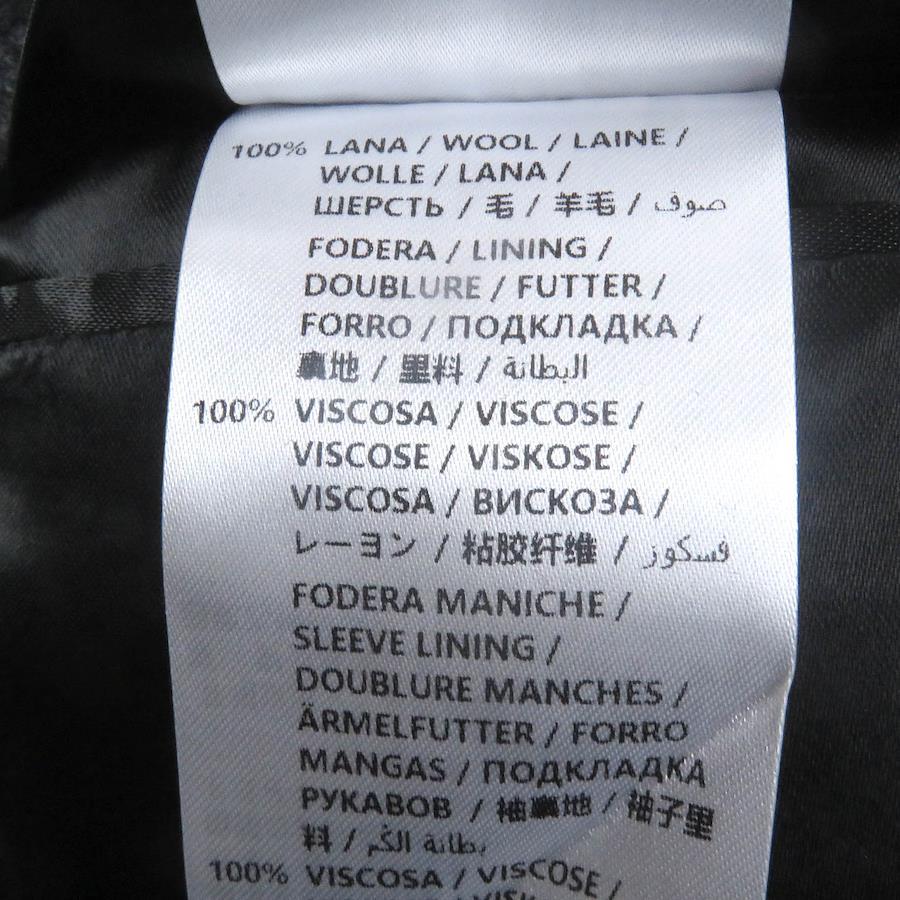 100% LANA / WOOL / LAINE /
WOLLE / LANA /
ШЕРСТЬ / 毛 / 羊毛 / صوف
FODERA / LINING /
DOUBLURE / FUTTER /
FORRO / ПОДКЛАДКА /
裏地 / 里料 / البطانة
100% VISCOSA / VISCOSE /
VISCOSE / VISKOSE /
VISCOSA / ВИСКОЗА /
レーヨン / 粘胶纤维 / فسكوز
FODERA MANICHE /
SLEEVE LINING /
DOUBLURE MANCHES /
ÄRMELFUTTER / FORRO
MANGAS / ПОДКЛАДКА
РУКАВОВ / 袖裏地 / 袖子里
料 / بطانة الكم
100% VISCOSA / VISCOSE /